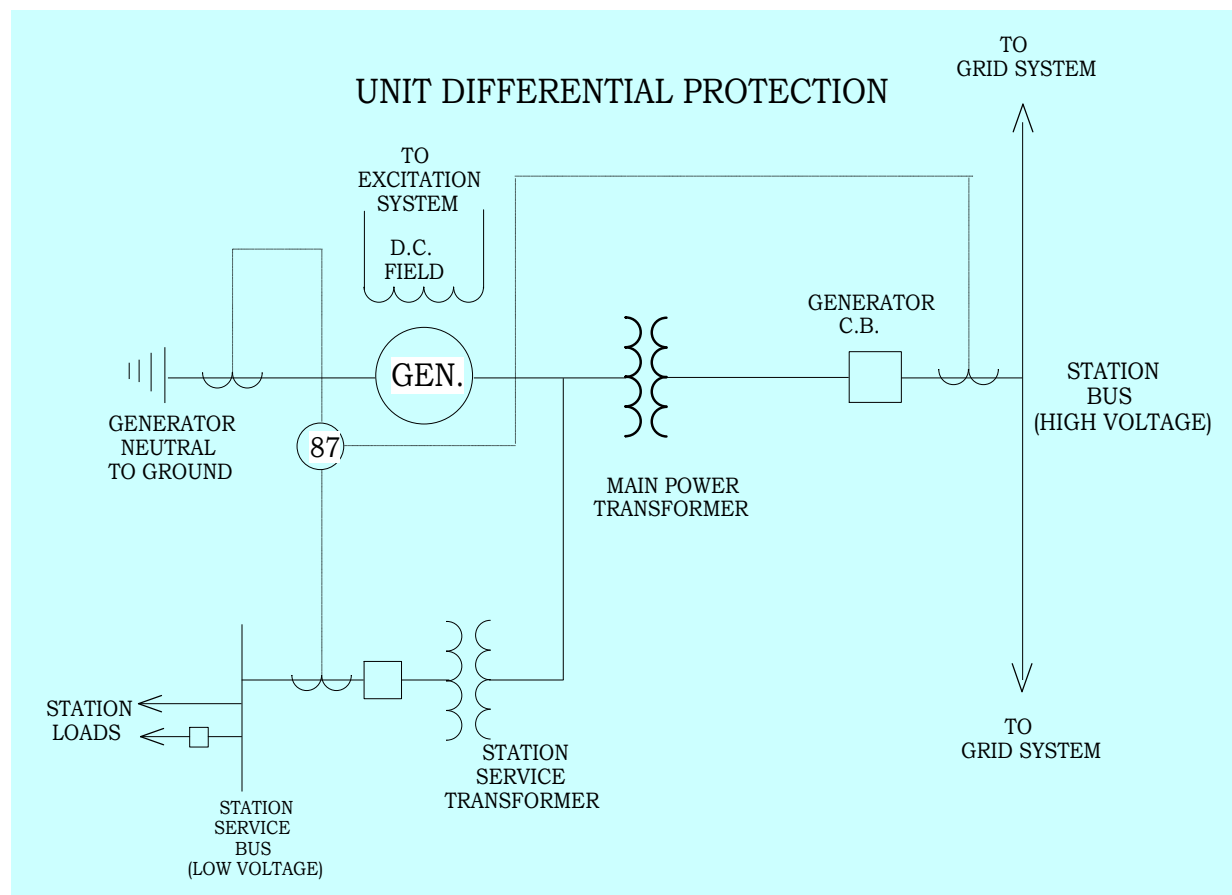 TO
GRID SYSTEM
UNIT DIFFERENTIAL PROTECTION
TO
EXCITATION
SYSTEM
D.C.
FIELD
GENERATOR
C.B.
GEN.
STATION
BUS
(HIGH VOLTAGE)
GENERATOR
NEUTRAL
TO GROUND
87
MAIN POWER
TRANSFORMER
STATION
LOADS
TO
GRID SYSTEM
STATION
SERVICE
TRANSFORMER
STATION
SERVICE
BUS
(LOW VOLTAGE)